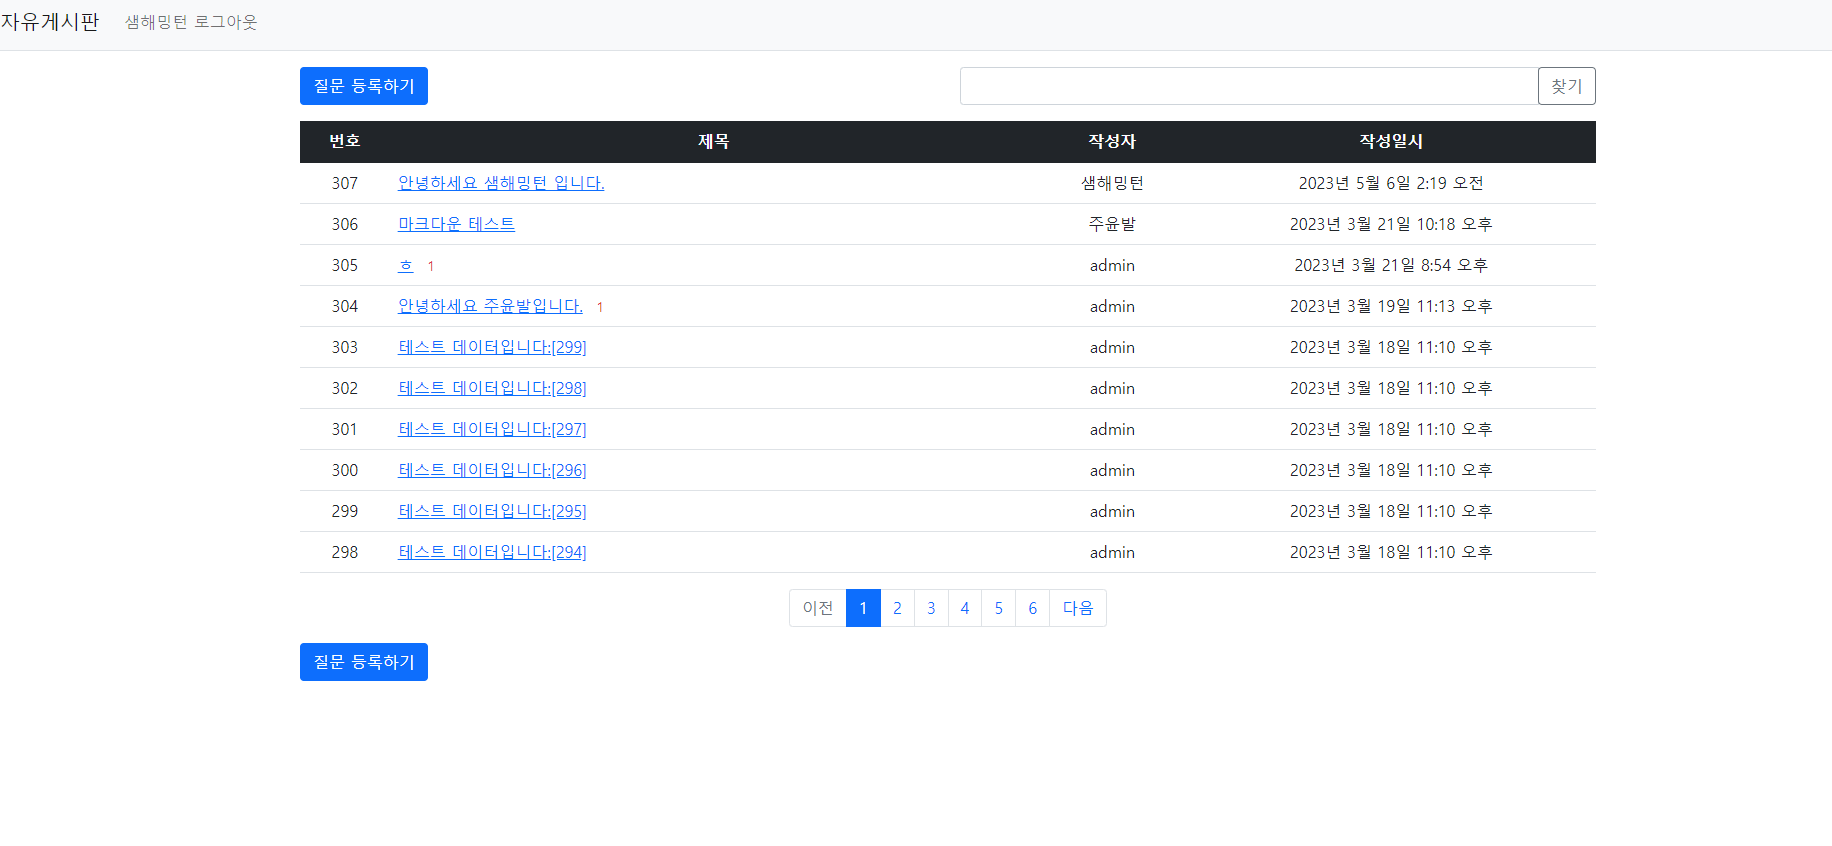 자유게시판 샘해밍턴 로그아웃
질문 등록하기 찾기
번호 제목 작성자 작성일시
307 안녕하세요 샘해밍턴 입니다. 샘해밍턴 2023년 5월 6일 2:19 오전
306 마크다운 테스트 주윤발 2023년 3월 21일 10:18 오후
305 흐 1 admin 2023년 3월 21일 8:54 오후
304 안녕하세요 주윤발입니다. 1 admin 2023년 3월 19일 11:13 오후
303 테스트 데이터입니다:[299] admin 2023년 3월 18일 11:10 오후
302 테스트 데이터입니다:[298] admin 2023년 3월 18일 11:10 오후
301 테스트 데이터입니다:[297] admin 2023년 3월 18일 11:10 오후
300 테스트 데이터입니다:[296] admin 2023년 3월 18일 11:10 오후
299 테스트 데이터입니다:[295] admin 2023년 3월 18일 11:10 오후
298 테스트 데이터입니다:[294] admin 2023년 3월 18일 11:10 오후
이전 1 2 3 4 5 6 다음
질문 등록하기